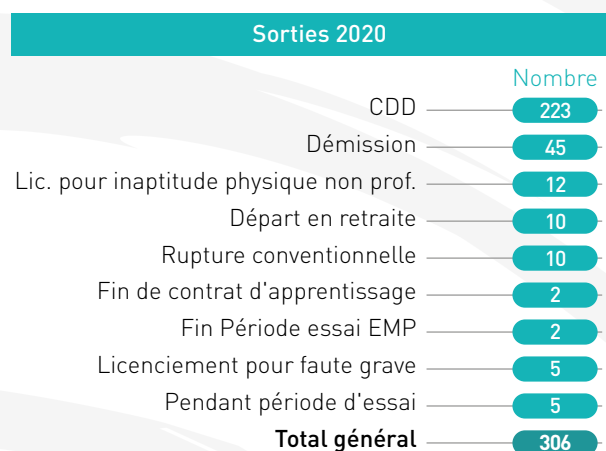 Sorties 2020
Nombre
CDD 223
Démission 45
Lic. pour inaptitude physique non prof. 12
Départ en retraite 10
Rupture conventionnelle 10
Fin de contrat d'apprentissage 2
Fin Période essai EMP 2
Licenciement pour faute grave 5
Pendant période d'essai 5
Total général 306